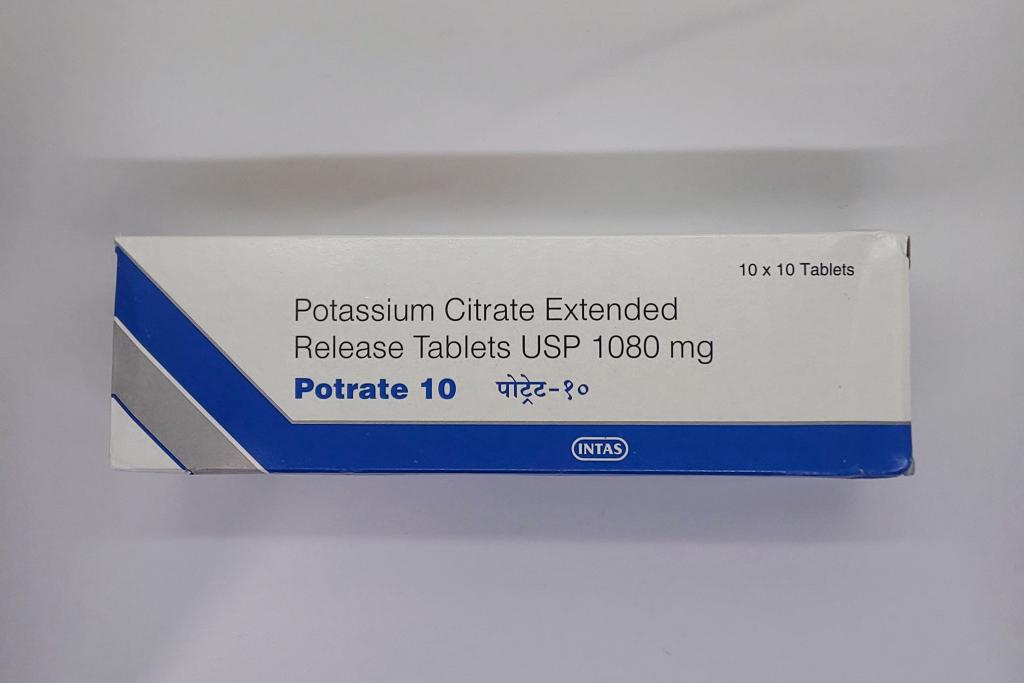 10 x 10 Tablets
Potassium Citrate Extended
Release Tablets USP 1080 mg
Potrate 10 पोट्रेट-१०
INTAS